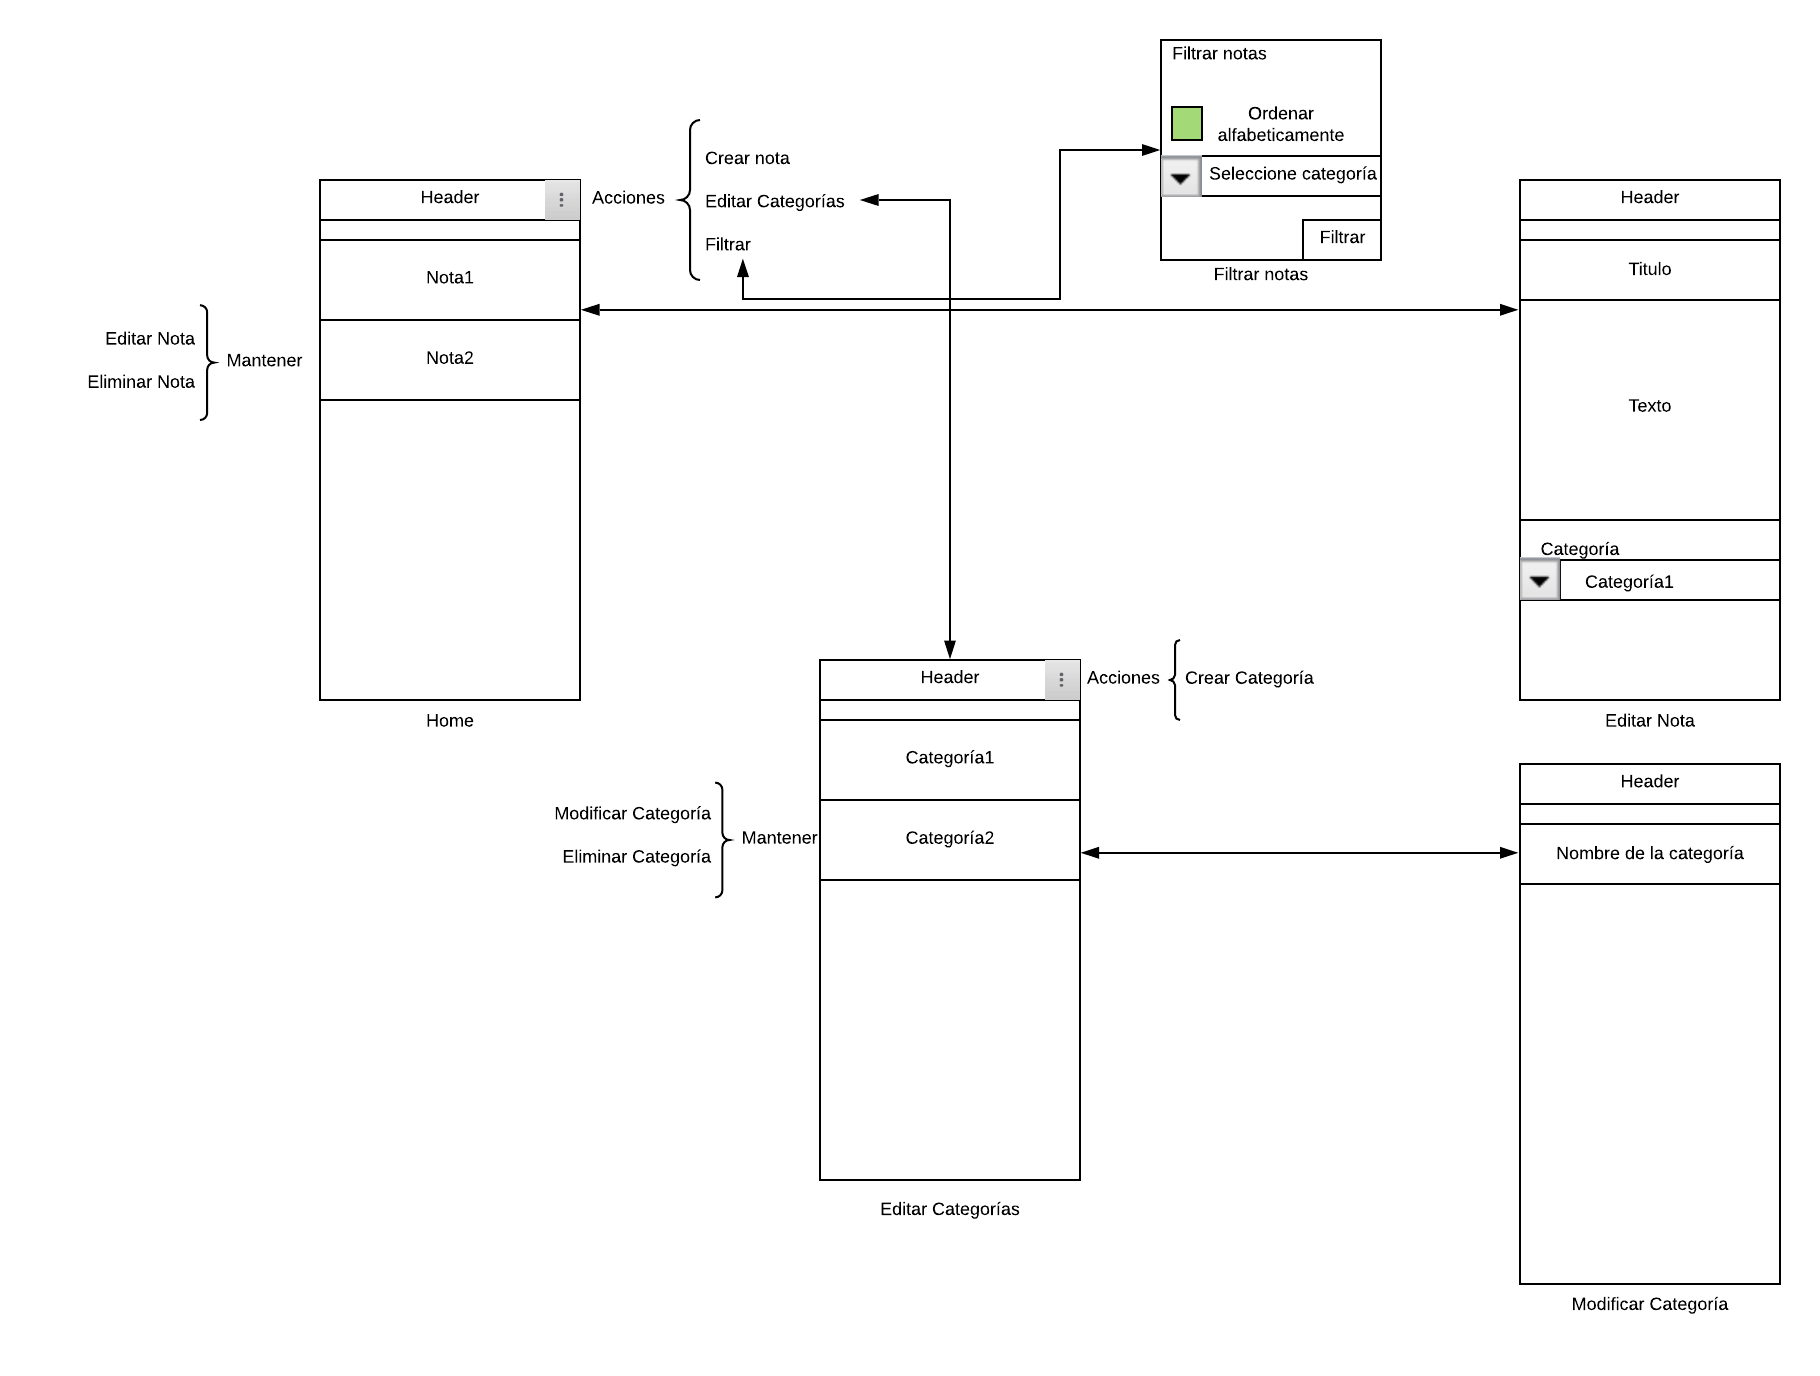 Filtrar notas
Ordenar
alfabeticamente
Seleccione categoría
Filtrar
Filtrar notas
Header
Acciones
Crear nota
Editar Categorías
Filtrar
Nota1
Nota2
Editar Nota
Eliminar Nota
Mantener
Home
Header
Titulo
Texto
Categoría
Categoría1
Editar Nota
Header
Acciones
Crear Categoría
Categoría1
Categoría2
Modificar Categoría
Eliminar Categoría
Mantener
Editar Categorías
Header
Nombre de la categoría
Modificar Categoría